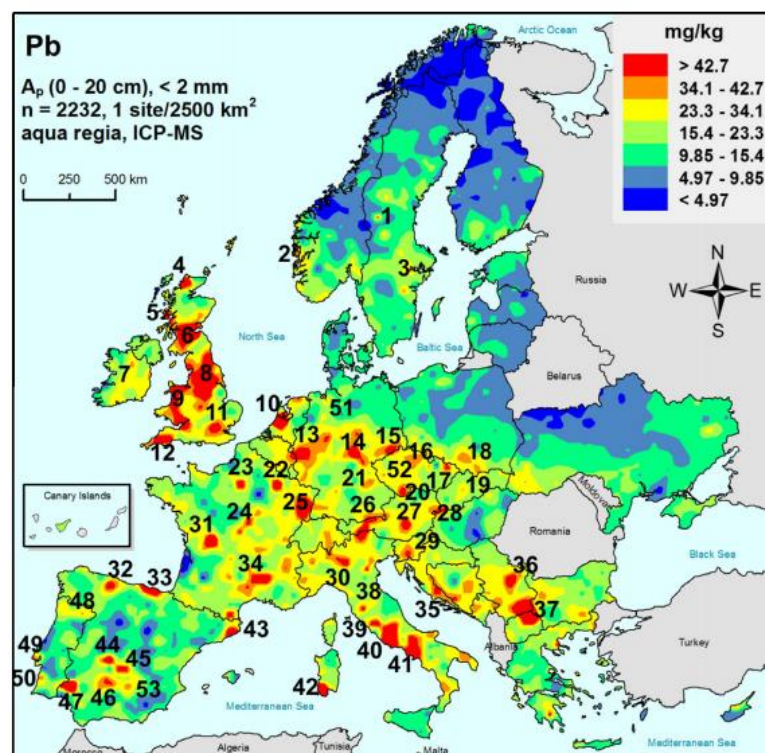 Pb
A_P (0 - 20 cm), < 2 mm
n = 2232, 1 site/2500 km²
aqua regia, ICP-MS
0 250 500 km
Arctic Ocean
mg/kg
> 42.7
34.1 - 42.7
23.3 - 34.1
15.4 - 23.3
9.85 - 15.4
4.97 - 9.85
< 4.97
N
W E
S
1
2
3
4
5
6
7
8
9
10
11
12
North Sea
Baltic Sea
Russia
Belarus
51
13
14
15
16
18
52
17
19
20
21
22
23
24
25
26
27
28
29
Canary Islands
Moldova
Romania
Black Sea
31
30
32
33
34
35
36
37
38
39
40
41
42
43
48
49
44
45
50
46
47
53
Albania
Turkey
Mediterranean Sea
Mediterranean Sea
Morocco
Algeria
Tunisia
Malta